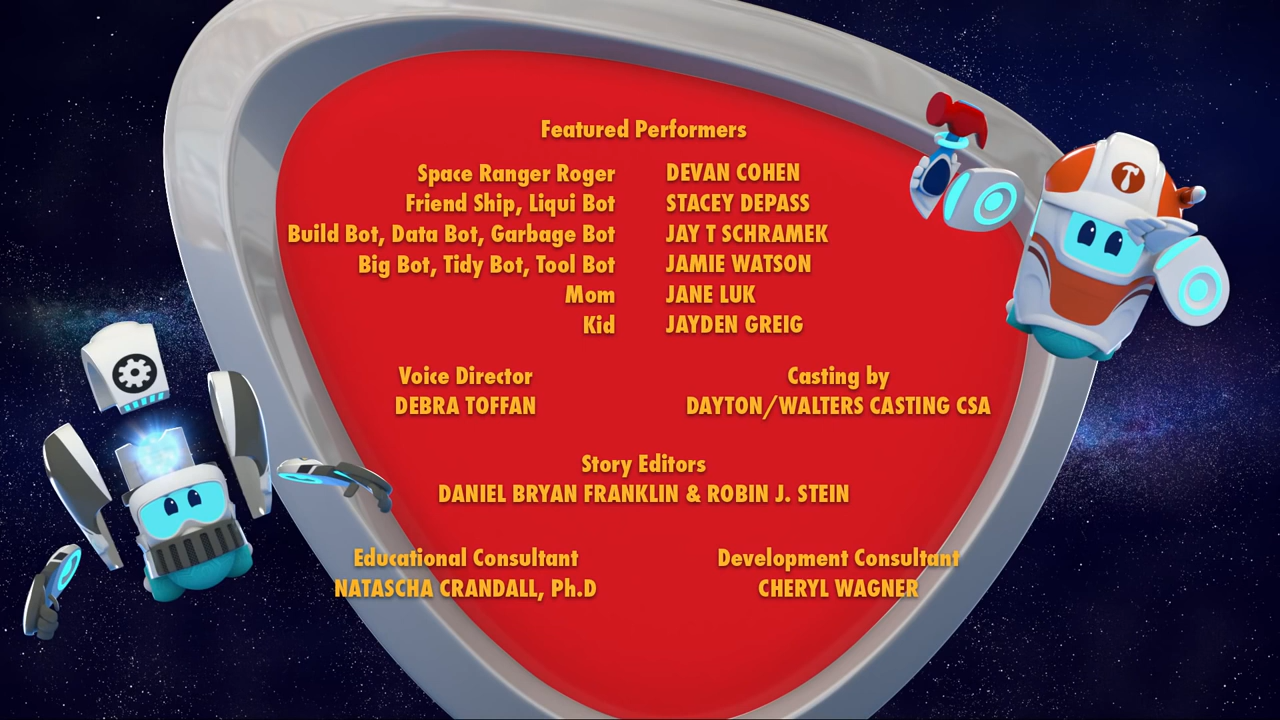 Featured Performers
Space Ranger Roger DEVAN COHEN
Friend Ship, Liqui Bot STACEY DEPASS
Build Bot, Data Bot, Garbage Bot JAY T SCHRAMEK
Big Bot, Tidy Bot, Tool Bot JAMIE WATSON
Mom JANE LUK
Kid JAYDEN GREIG
Voice Director Casting by
DEBRA TOFFAN DAYTON/WALTERS CASTING CSA
Story Editors
DANIEL BRYAN FRANKLIN & ROBIN J. STEIN
Educational Consultant Development Consultant
NATASCHA CRANDALL, Ph.D CHERYL WAGNER